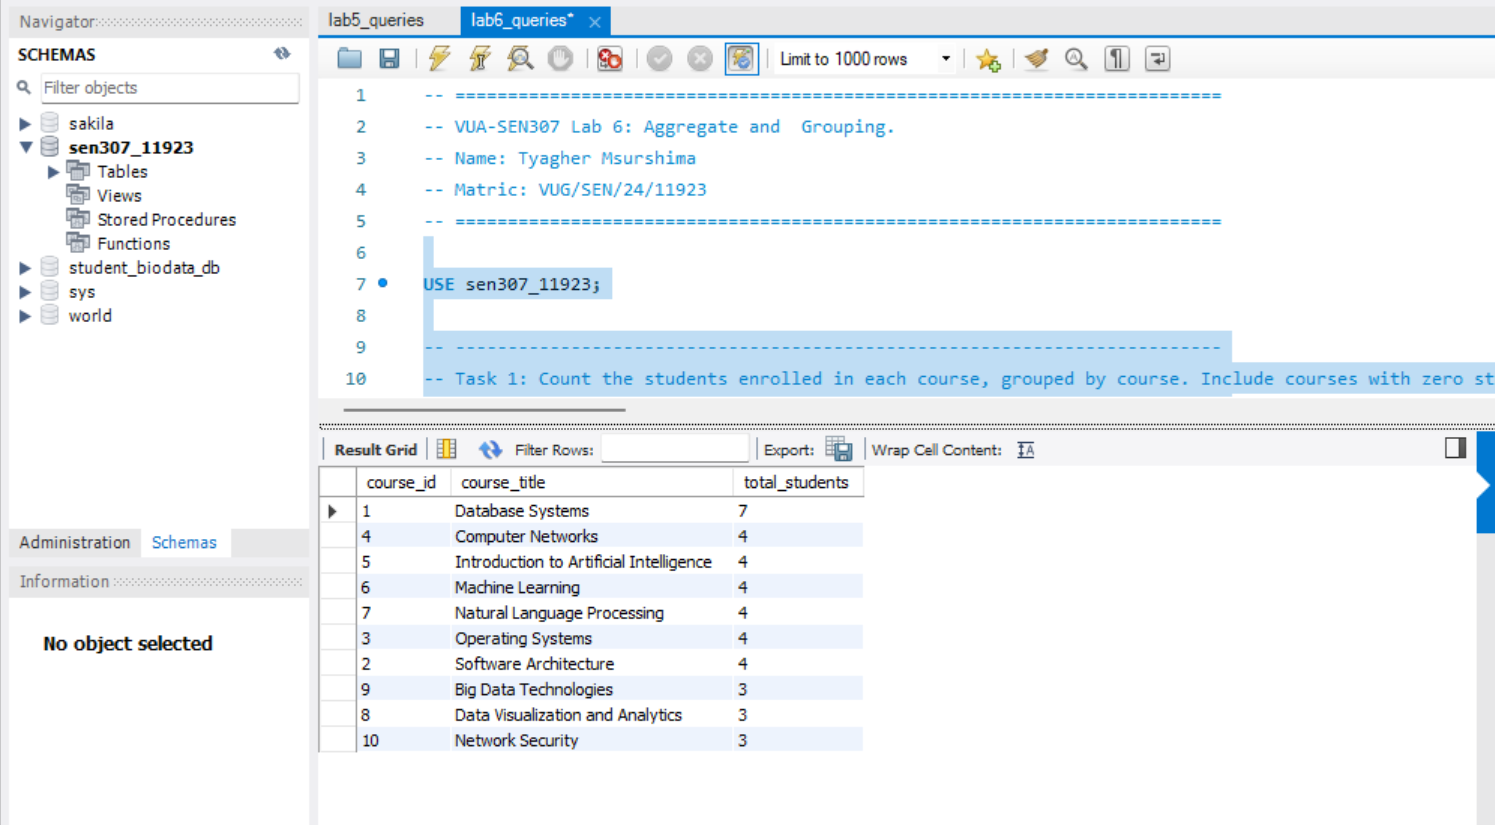 Navigator
SCHEMAS
Filter objects
sakila
sen307_11923
Tables
Views
Stored Procedures
Functions
student_biodata_db
sys
world
Administration Schemas
Information
No object selected
lab5_queries lab6_queries*
Limit to 1000 rows
1 -- =========================================================================
2 -- VUA-SEN307 Lab 6: Aggregate and  Grouping.
3 -- Name: Tyagher Msurshima
4 -- Matric: VUG/SEN/24/11923
5 -- =========================================================================
6
7 USE sen307_11923;
8
9 -- -------------------------------------------------------------------------
10 -- Task 1: Count the students enrolled in each course, grouped by course. Include courses with zero st
Result Grid Filter Rows: Export: Wrap Cell Content:
course_id course_title total_students
1 Database Systems 7
4 Computer Networks 4
5 Introduction to Artificial Intelligence 4
6 Machine Learning 4
7 Natural Language Processing 4
3 Operating Systems 4
2 Software Architecture 4
9 Big Data Technologies 3
8 Data Visualization and Analytics 3
10 Network Security 3